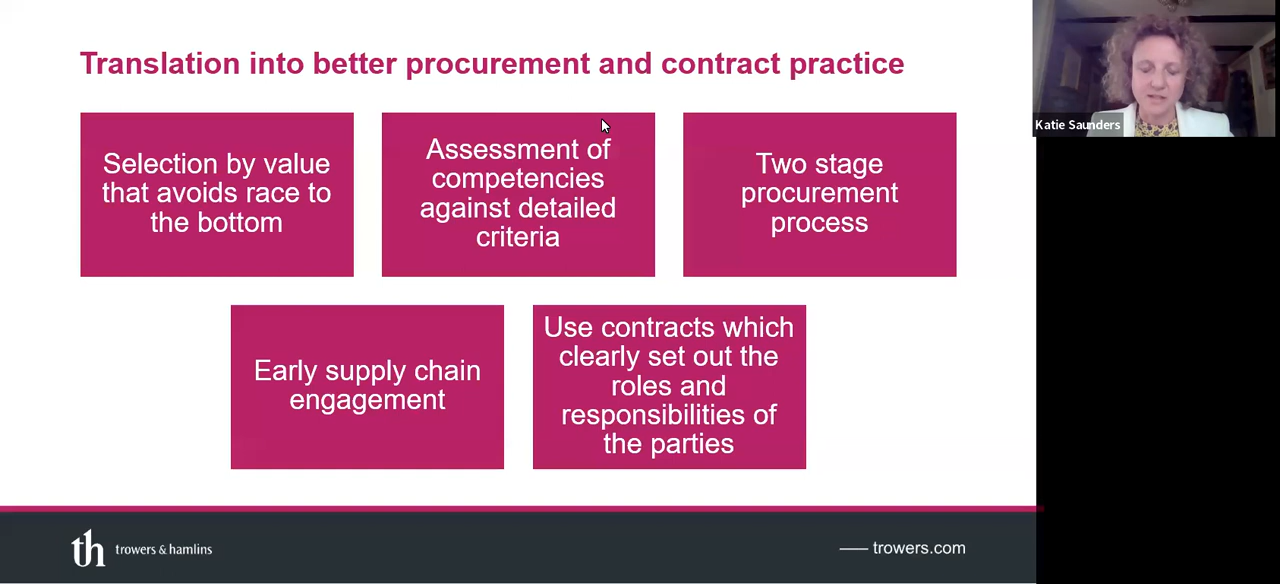 Translation into better procurement and contract practice
Katie Saunders
Selection by value
that avoids race to
the bottom
Assessment of
competencies
against detailed
criteria
Two stage
procurement
process
Early supply chain
engagement
Use contracts which
clearly set out the
roles and
responsibilities of
the parties
th trowers & hamlins
trowers.com